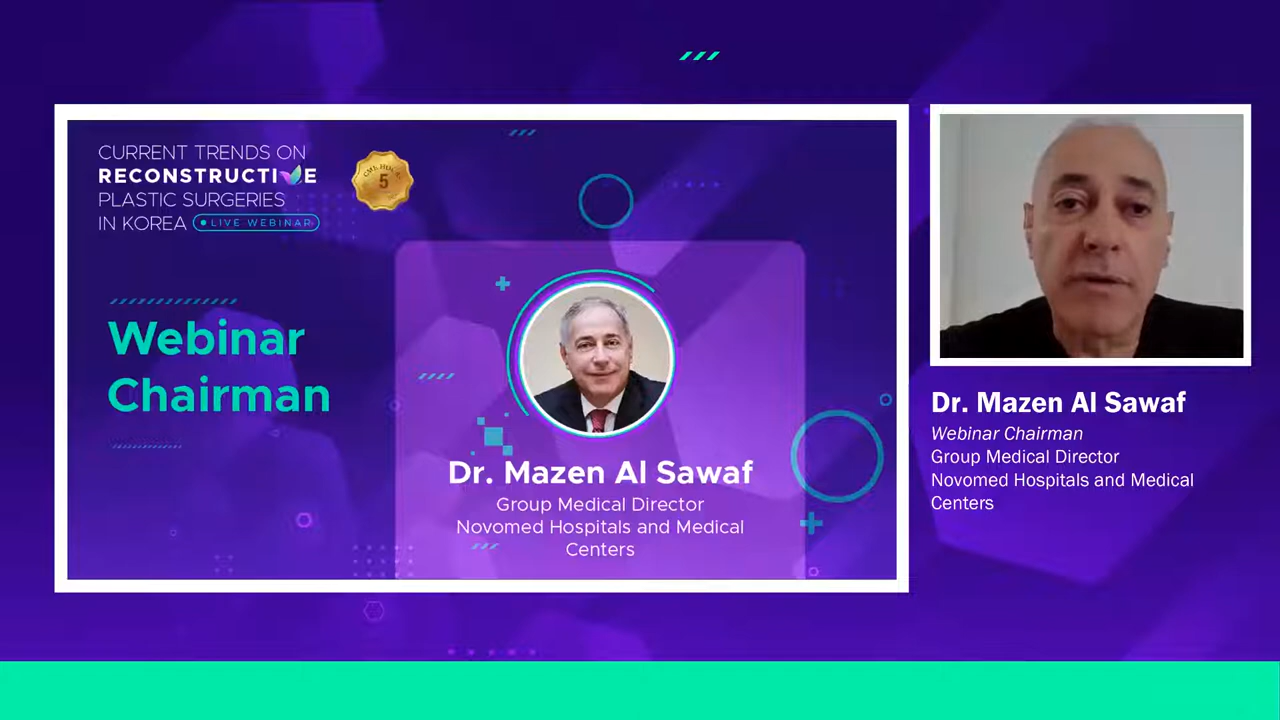 CURRENT TRENDS ON
RECONSTRUCTIVE
PLASTIC SURGERIES
IN KOREA LIVE WEBINAR
CME HOURS
5
Webinar
Chairman
Dr. Mazen Al Sawaf
Group Medical Director
Novomed Hospitals and Medical
Centers
Dr. Mazen Al Sawaf
Webinar Chairman
Group Medical Director
Novomed Hospitals and Medical
Centers